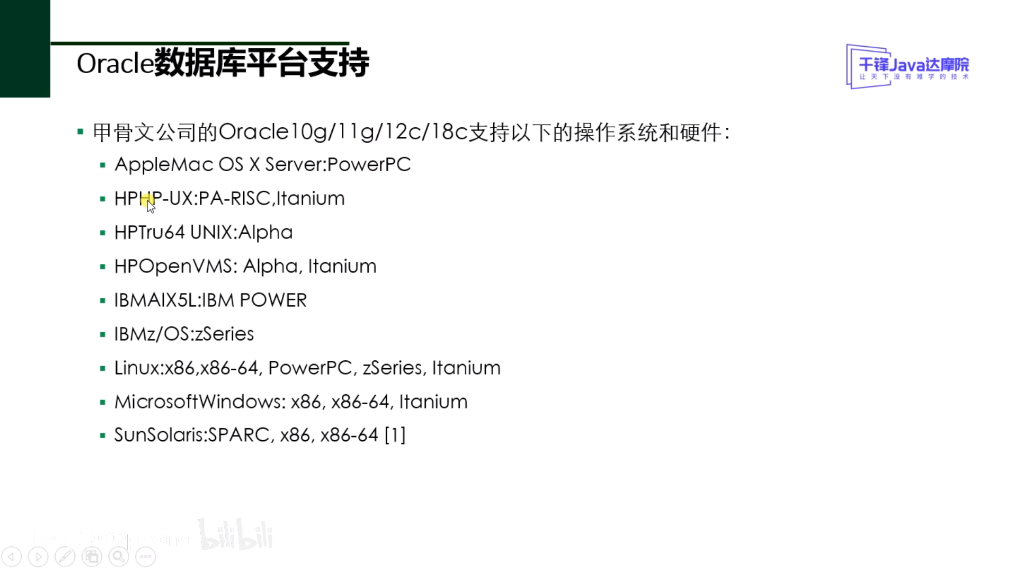 Oracle数据库平台支持
千锋Java达摩院
让天下没有难学的技术
甲骨文公司的Oracle10g/11g/12c/18c支持以下的操作系统和硬件:
AppleMac OS X Server:PowerPC
HPHP-UX:PA-RISC,Itanium
HPTru64 UNIX:Alpha
HPOpenVMS: Alpha, Itanium
IBMAIX5L:IBM POWER
IBMz/OS:zSeries
Linux:x86,x86-64, PowerPC, zSeries, Itanium
MicrosoftWindows: x86, x86-64, Itanium
SunSolaris:SPARC, x86, x86-64 [1]
bilibili